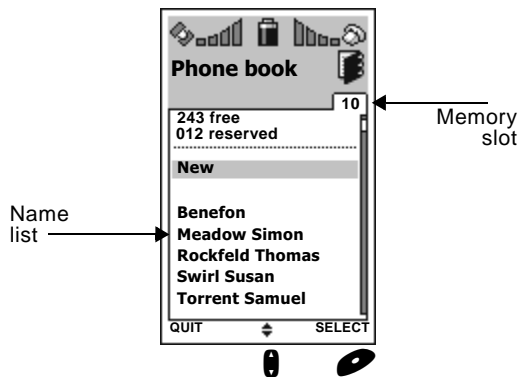 Phone book
10
243 free
012 reserved
New
Benefon
Meadow Simon
Rockfeld Thomas
Swirl Susan
Torrent Samuel
QUIT SELECT
Memory
slot
Name
list